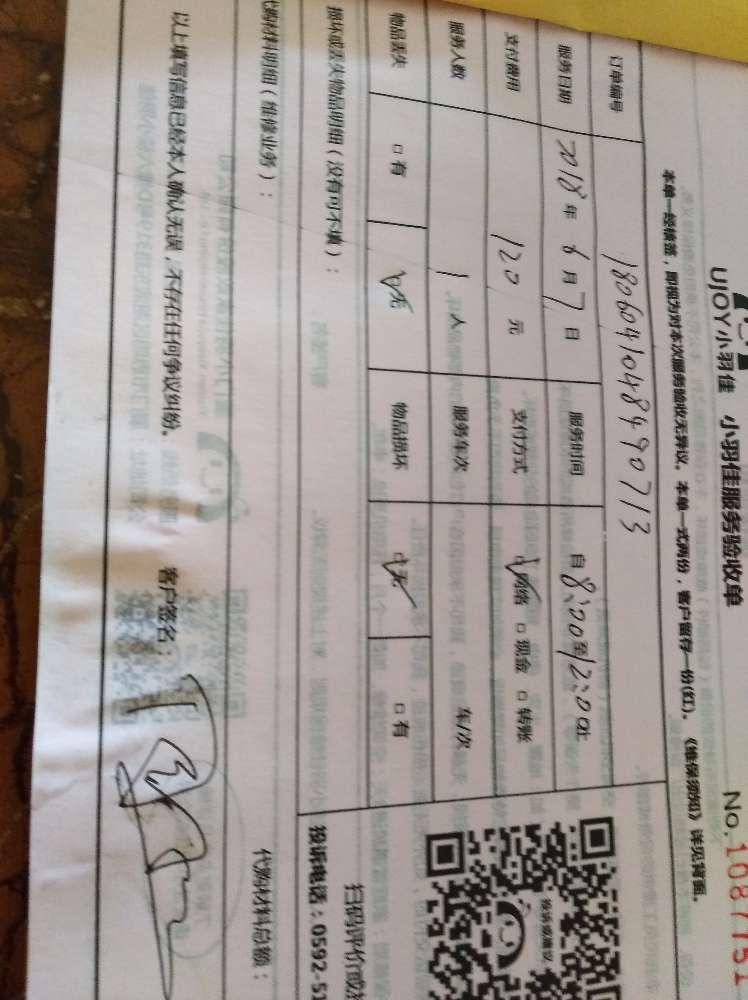 UJOY小羽佳 小羽佳服务验收单 No.1087751
本单一经核签，即视为对本次服务验收无异议。本单一式两份，客户留存一份(红)。《维保须知》详见背面。
订单编号 180604104849 0713
服务日期 2018年 6月 7日 服务时间 自8:00至12:00止
支付费用 120 元 支付方式 ☑网络 □现金 □转账
服务人数 1 人 服务车次 车/次
物品丢失 □有 ☑无 物品损坏 ☑无 □有
损坏或丢失物品明细（没有可不填）：
扫码评价或
投诉电话：0592-5
代购材料明细（维修业务）： 代购材料总额：
以上填写信息已经本人确认无误，不存在任何争议纠纷。 客户签名：